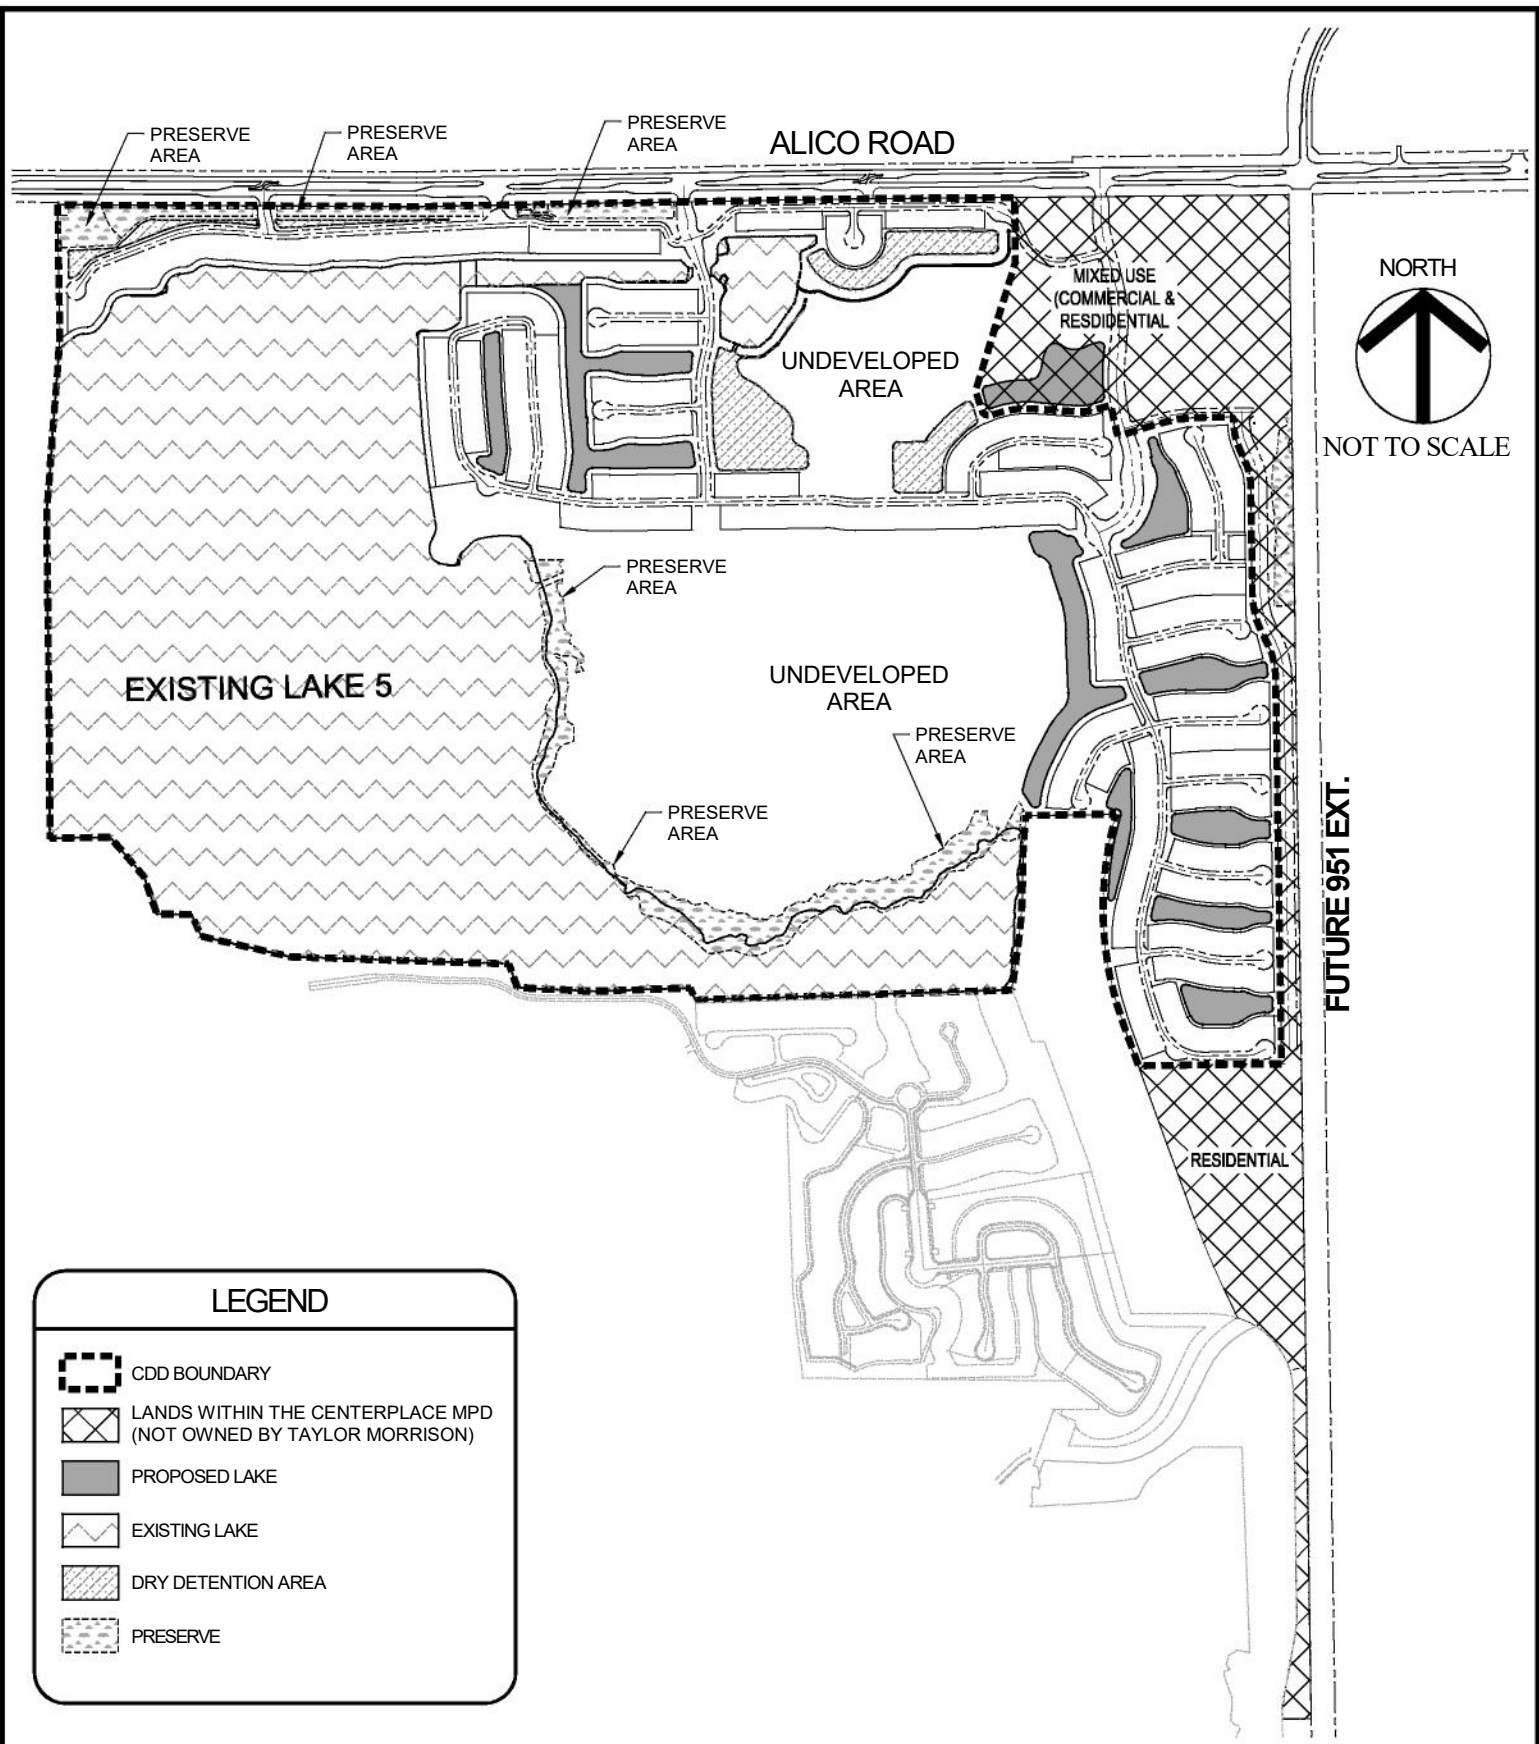 PRESERVE
AREA
PRESERVE
AREA
PRESERVE
AREA
ALICO ROAD
NORTH
NOT TO SCALE
MIXED USE
(COMMERCIAL &
RESDIDENTIAL
UNDEVELOPED
AREA
PRESERVE
AREA
EXISTING LAKE 5
UNDEVELOPED
AREA
PRESERVE
AREA
PRESERVE
AREA
FUTURE 951 EXT.
RESIDENTIAL
LEGEND
CDD BOUNDARY
LANDS WITHIN THE CENTERPLACE MPD
(NOT OWNED BY TAYLOR MORRISON)
PROPOSED LAKE
EXISTING LAKE
DRY DETENTION AREA
PRESERVE